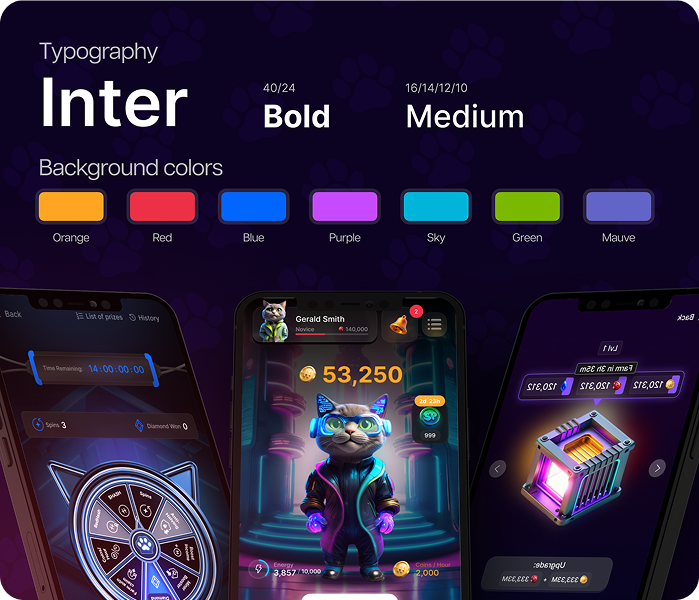 Typography
Inter
40/24
Bold
16/14/12/10
Medium
Background colors
Orange
Red
Blue
Purple
Sky
Green
Mauve
Back
List of prizes
History
Time Remaining: 14:00:00:00
Spins 3
Diamond Won 0
Spins
Diamond
Gerald Smith
Novice
140,000
2
53,250
2d 23h
999
Energy
3,857 / 10,000
Coins / Hour
2,000
Back
Lvl 1
Farm in 3h 35m
120,312
120,312
120,312
Upgrade:
333,33M + 333,33M